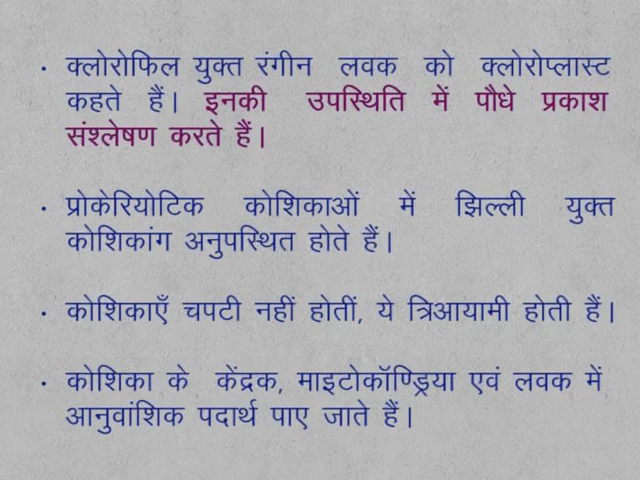 • क्लोरोफिल युक्त रंगीन लवक को क्लोरोप्लास्ट
कहते हैं। इनकी उपस्थिति में पौधे प्रकाश
संश्लेषण करते हैं।
• प्रोकेरियोटिक कोशिकाओं में झिल्ली युक्त
कोशिकांग अनुपस्थित होते हैं।
• कोशिकाएँ चपटी नहीं होतीं, ये त्रिआयामी होती हैं।
• कोशिका के केंद्रक, माइटोकॉण्ड्रिया एवं लवक में
आनुवांशिक पदार्थ पाए जाते हैं।